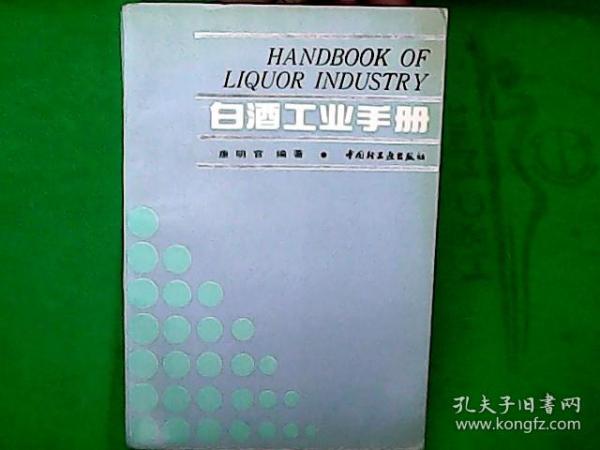 HANDBOOK OF
LIQUOR INDUSTRY
白酒工业手册
康明官 编著 • 中国轻工业出版社
孔夫子旧書网
www.kongfz.com